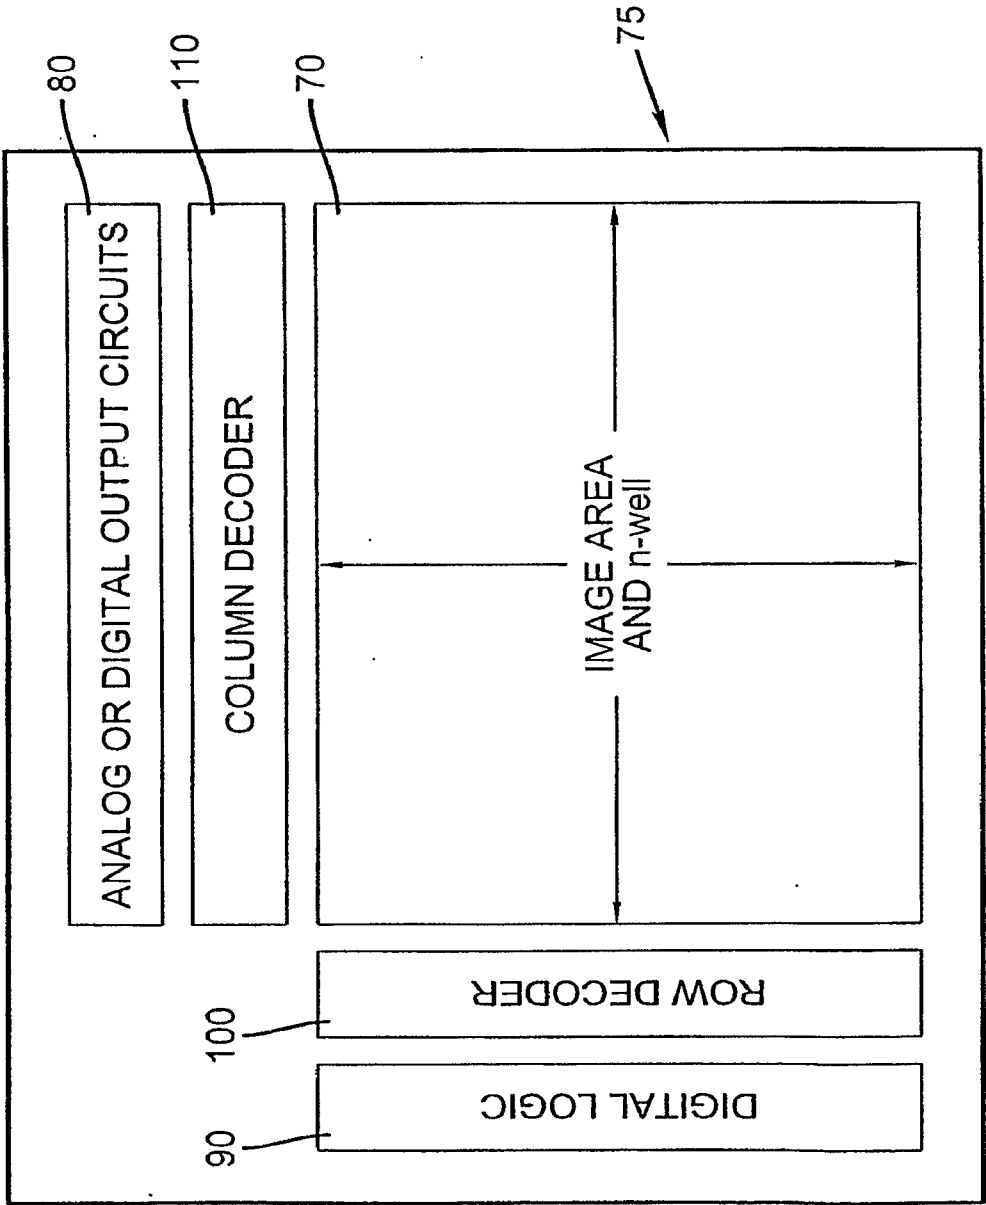 80
ANALOG OR DIGITAL OUTPUT CIRCUITS
110
COLUMN DECODER
70
IMAGE AREA
AND n-well
75
100
ROW DECODER
90
DIGITAL LOGIC